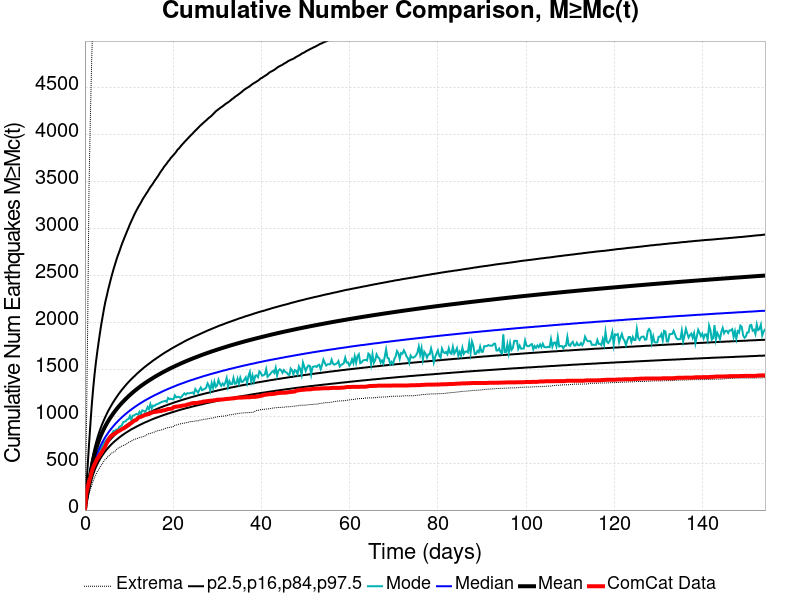 Cumulative Number Comparison, M≥Mc(t)
Cumulative Num Earthquakes M≥Mc(t)
4500
4000
3500
3000
2500
2000
1500
1000
500
0
0 20 40 60 80 100 120 140
Time (days)
Extrema p2.5,p16,p84,p97.5 Mode Median Mean ComCat Data